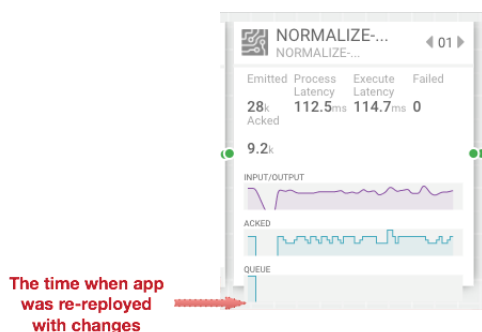 NORMALIZE-...
NORMALIZE-...
01
Emitted Process Latency Execute Latency Failed
28k 112.5ms 114.7ms 0
Acked
9.2k
INPUT/OUTPUT
ACKED
QUEUE
The time when app
was re-reployed
with changes